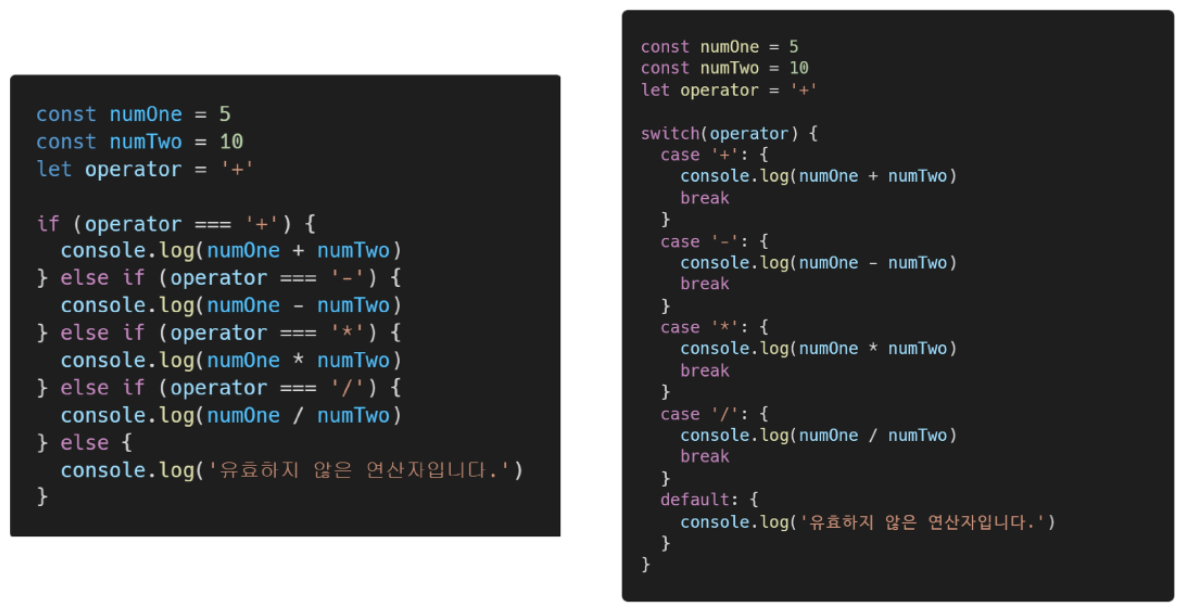 const numOne = 5
const numTwo = 10
let operator = '+'

if (operator === '+') {
  console.log(numOne + numTwo)
} else if (operator === '-') {
  console.log(numOne - numTwo)
} else if (operator === '*') {
  console.log(numOne * numTwo)
} else if (operator === '/') {
  console.log(numOne / numTwo)
} else {
  console.log('유효하지 않은 연산자입니다.')
}

const numOne = 5
const numTwo = 10
let operator = '+'

switch(operator) {
  case '+': {
    console.log(numOne + numTwo)
    break
  }
  case '-': {
    console.log(numOne - numTwo)
    break
  }
  case '*': {
    console.log(numOne * numTwo)
    break
  }
  case '/': {
    console.log(numOne / numTwo)
    break
  }
  default: {
    console.log('유효하지 않은 연산자입니다.')
  }
}